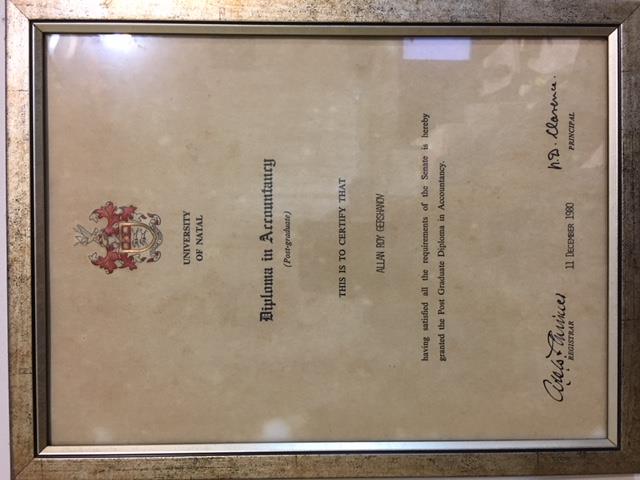 UNIVERSITY
OF NATAL
Diploma in Accountancy
(Post-graduate)
THIS IS TO CERTIFY THAT
ALLAN ROY GERSHANOV
having satisfied all the requirements of the Senate is hereby
granted the Post Graduate Diploma in Accountancy.
REGISTRAR
11 DECEMBER 1980
N.D. Clarence.
PRINCIPAL